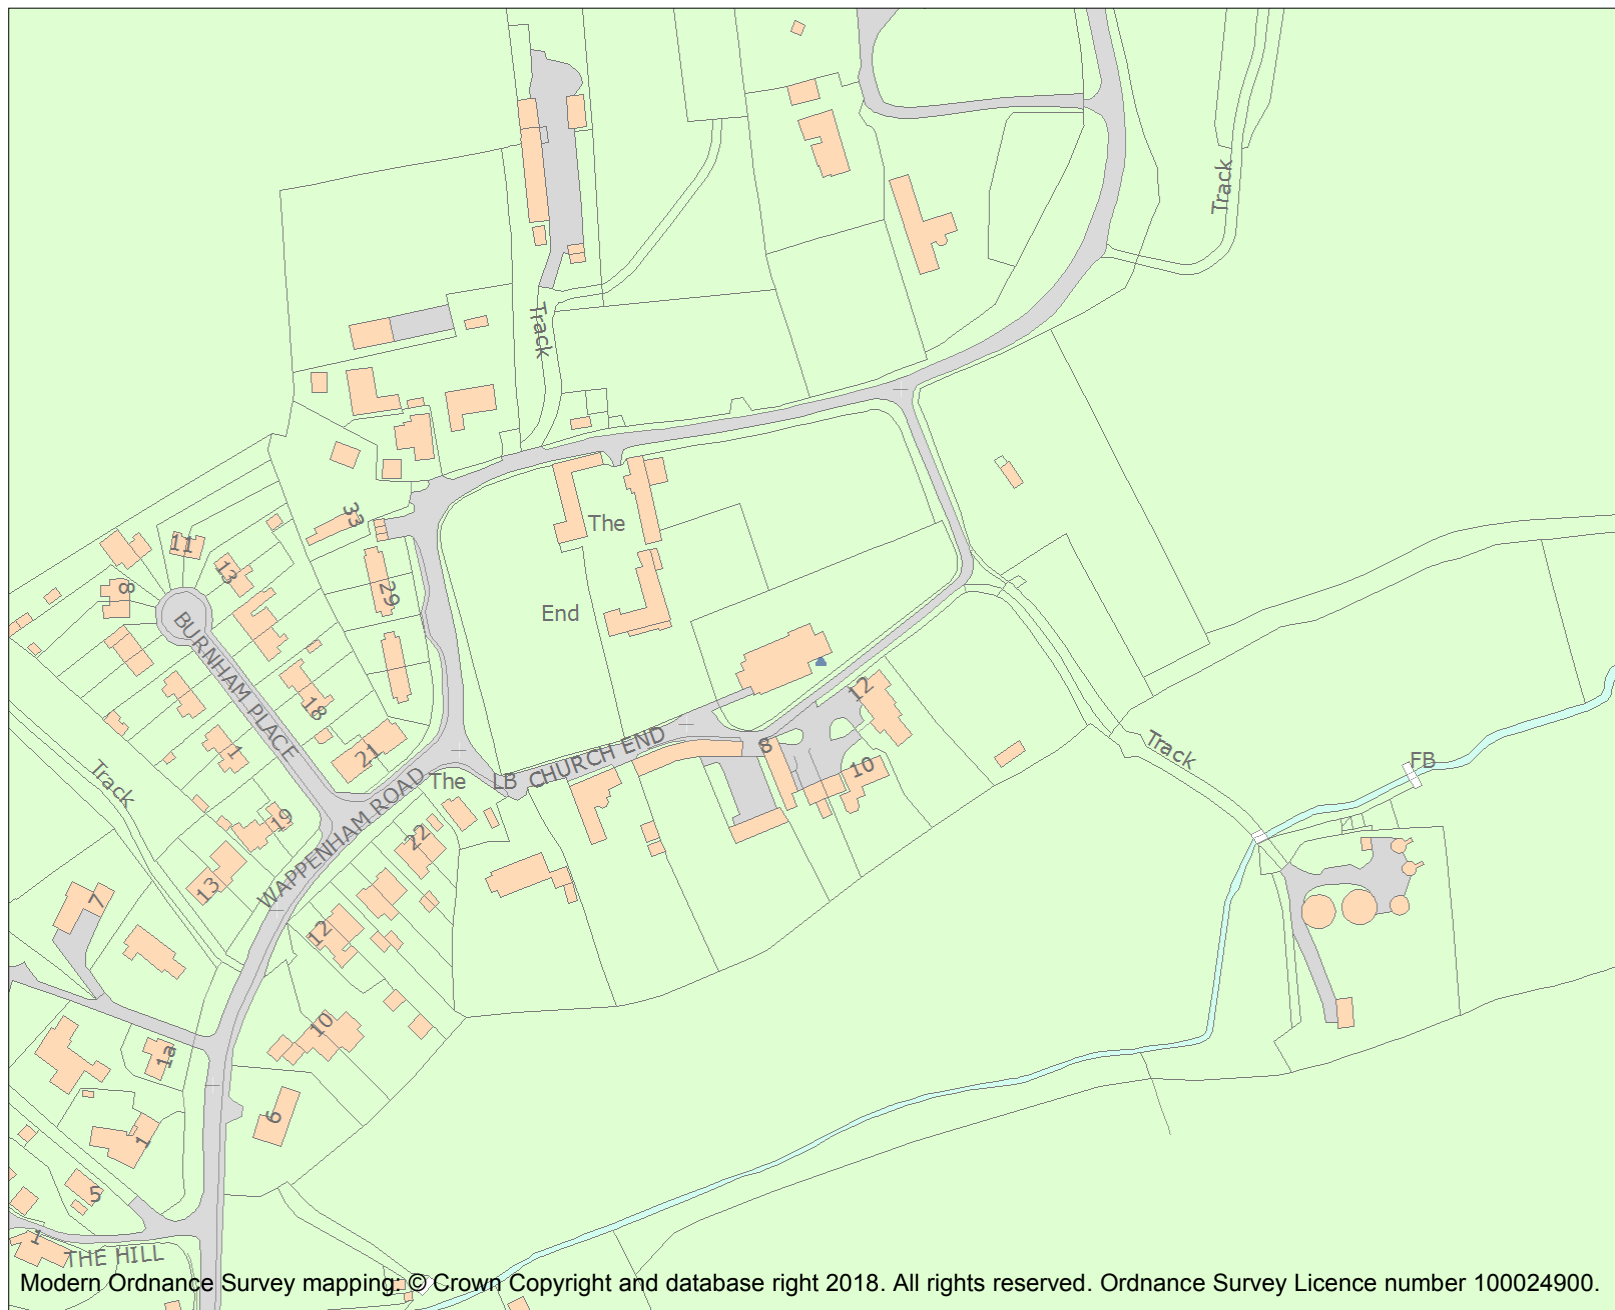 Track
Track
33
The
11
13
29
8
End
BURNHAM PLACE
18
12
1
21
CHURCH END
8
Track
FB
Track
The
LB
10
WAPPENHAM ROAD
19
22
13
7
12
10
1a
6
1
5
1
THE HILL
Modern Ordnance Survey mapping: © Crown Copyright and database right 2018. All rights reserved. Ordnance Survey Licence number 100024900.